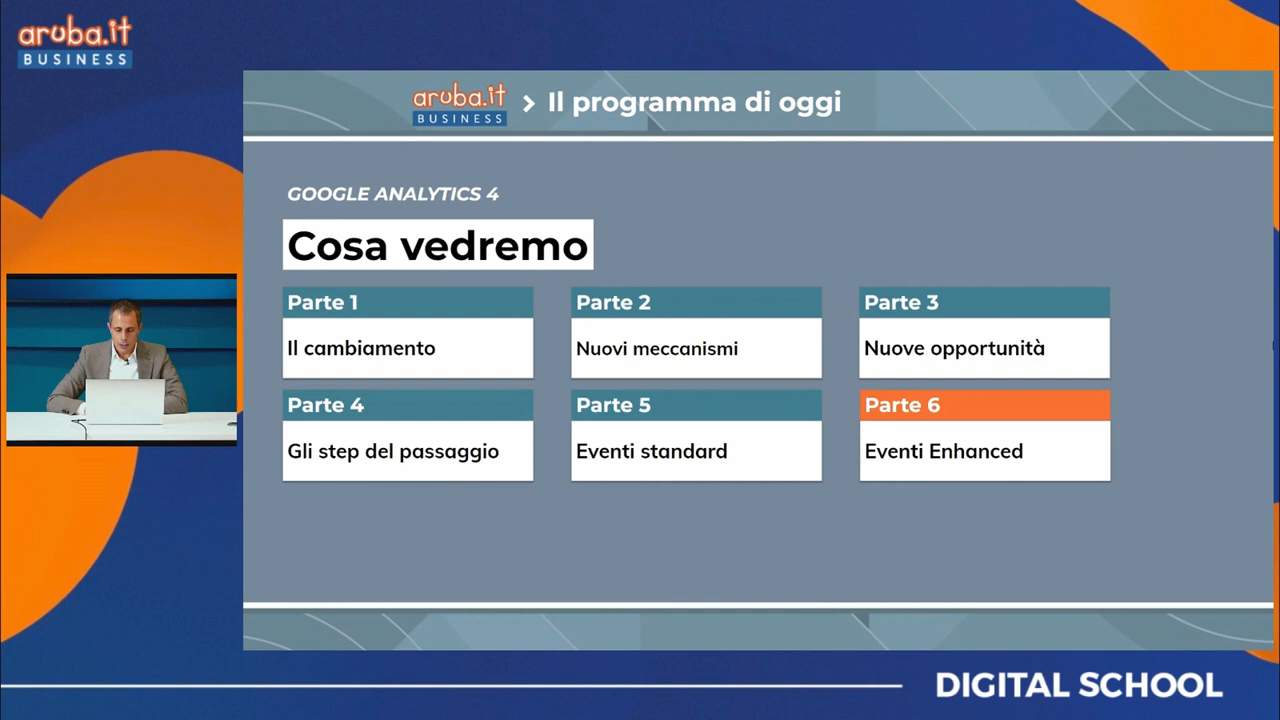 aruba.it
BUSINESS
aruba.it
BUSINESS
Il programma di oggi
GOOGLE ANALYTICS 4
Cosa vedremo
Parte 1
Il cambiamento
Parte 2
Nuovi meccanismi
Parte 3
Nuove opportunità
Parte 4
Gli step del passaggio
Parte 5
Eventi standard
Parte 6
Eventi Enhanced
DIGITAL SCHOOL